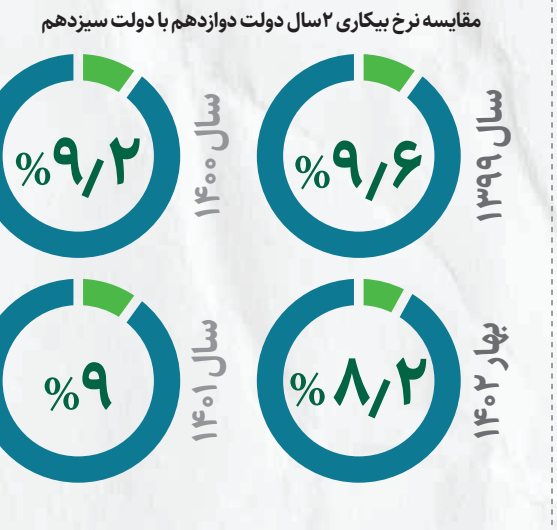 مقایسه نرخ بیکاری ۲سال دولت دوازدهم با دولت سیزدهم
سال ۱۳۹۹
%۹٫۶
سال ۱۴۰۰
%۹٫۲
بهار ۱۴۰۲
%۸٫۲
سال ۱۴۰۱
%۹